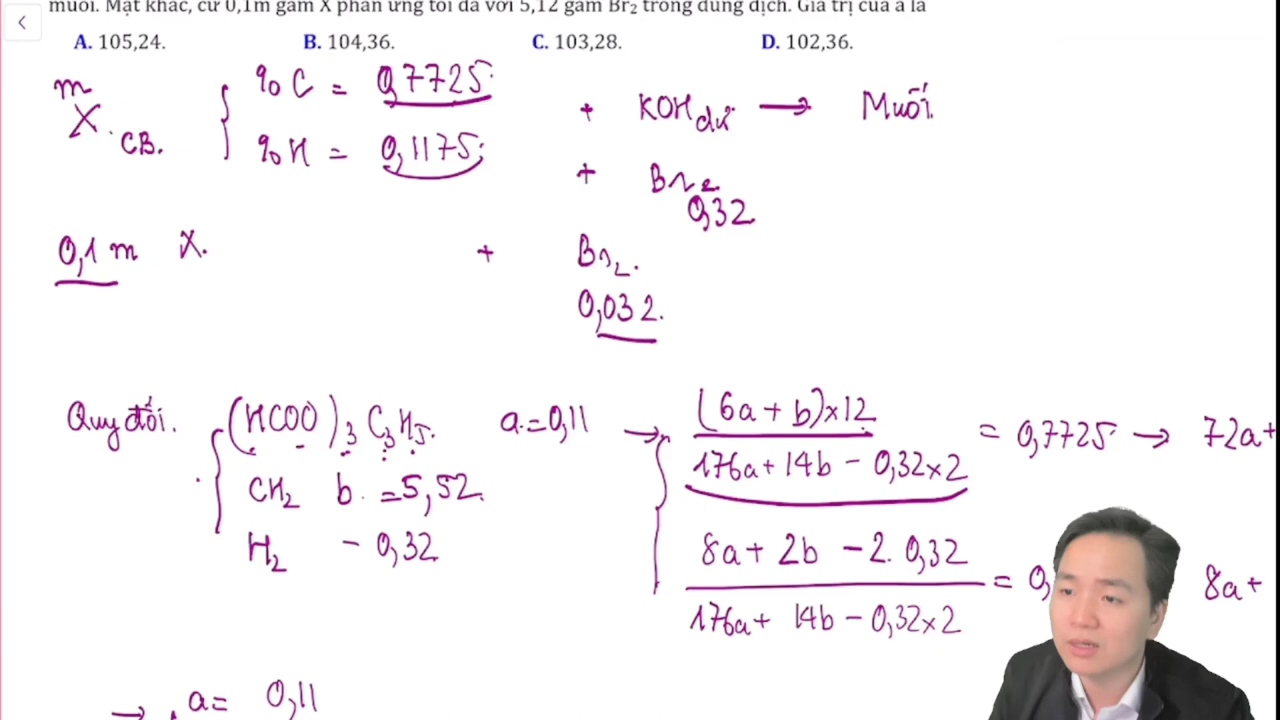 muối. Mặt khác, cứ 0,1m gam X phản ứng tối đa với 5,12 gam Br₂ trong dung dịch. Giá trị của a là
A. 105,24. B. 104,36. C. 103,28. D. 102,36.
m
X. CB. { %C = 0,7725. + KOH dư → Muối.
%H = 0,1175. + Br₂ 0,32
0,1 m X. + Br₂. 0,032.
Quy đổi. { (HCOO)₃C₃H₅. a = 0,11 → { (6a + b) × 12 / 176a + 14b − 0,32×2 = 0,7725 → 72a +
CH₂ b = 5,52.
H₂ − 0,32
8a + 2b − 2. 0,32 / 176a + 14b − 0,32×2 = 0, 8a +
→ a = 0,11